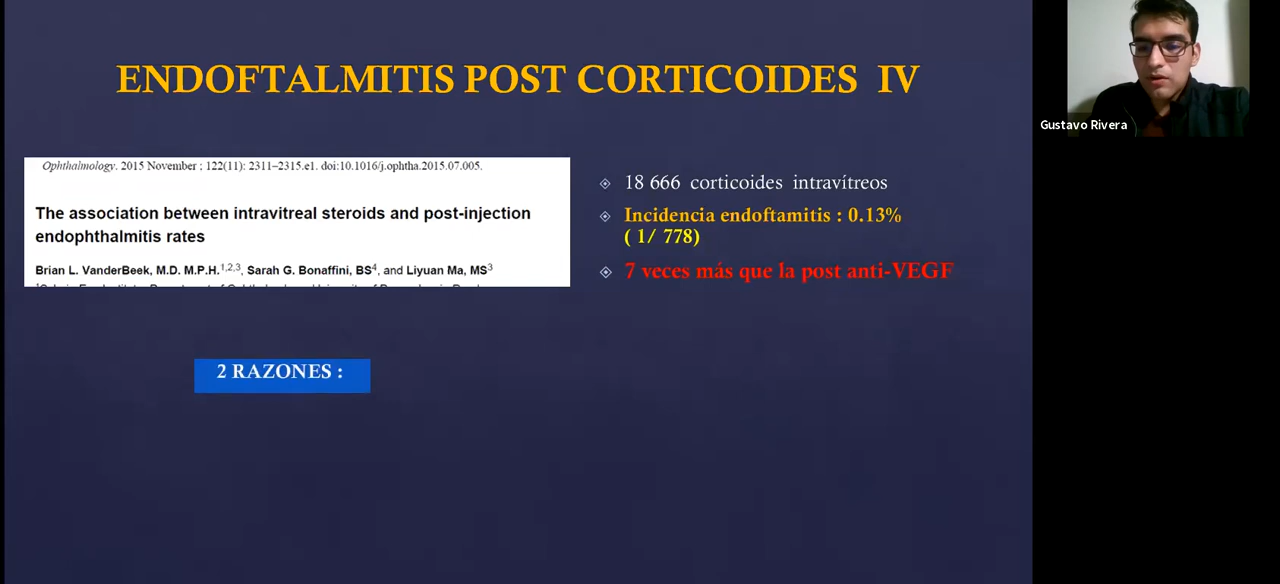 ENDOFTALMITIS POST CORTICOIDES IV
Gustavo Rivera
Ophthalmology. 2015 November ; 122(11): 2311–2315.e1. doi:10.1016/j.ophtha.2015.07.005.
The association between intravitreal steroids and post-injection
endophthalmitis rates
Brian L. VanderBeek, M.D. M.P.H.1,2,3, Sarah G. Bonaffini, BS4, and Liyuan Ma, MS3
18 666 corticoides intravítreos
Incidencia endoftamitis : 0.13%
( 1/ 778)
7 veces más que la post anti-VEGF
2 RAZONES :